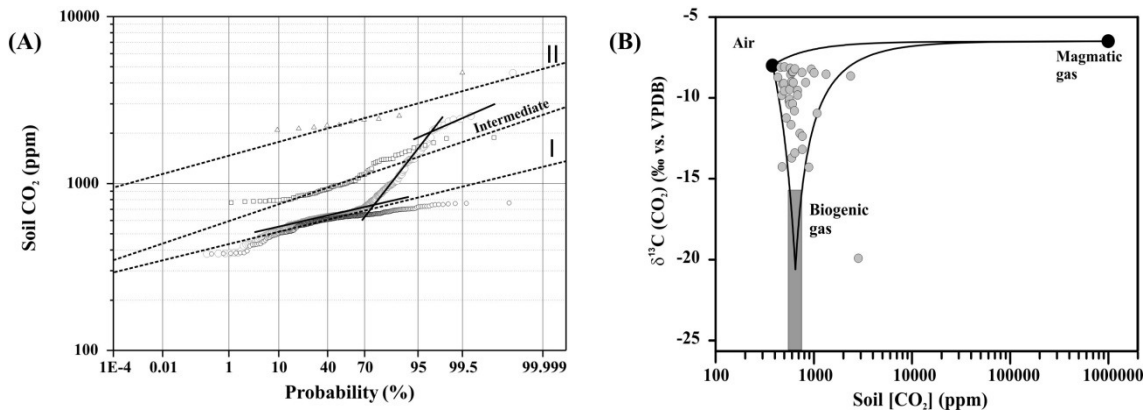 (A)
10000
1000
100
Soil CO₂ (ppm)
II
Intermediate
I
1E-4 0.01 1 10 40 70 95 99.5 99.999
Probability (%)
(B)
-5
-10
-15
-20
-25
δ¹³C (CO₂) (‰ vs. VPDB)
Air
Magmatic
gas
Biogenic
gas
100 1000 10000 100000 1000000
Soil [CO₂] (ppm)